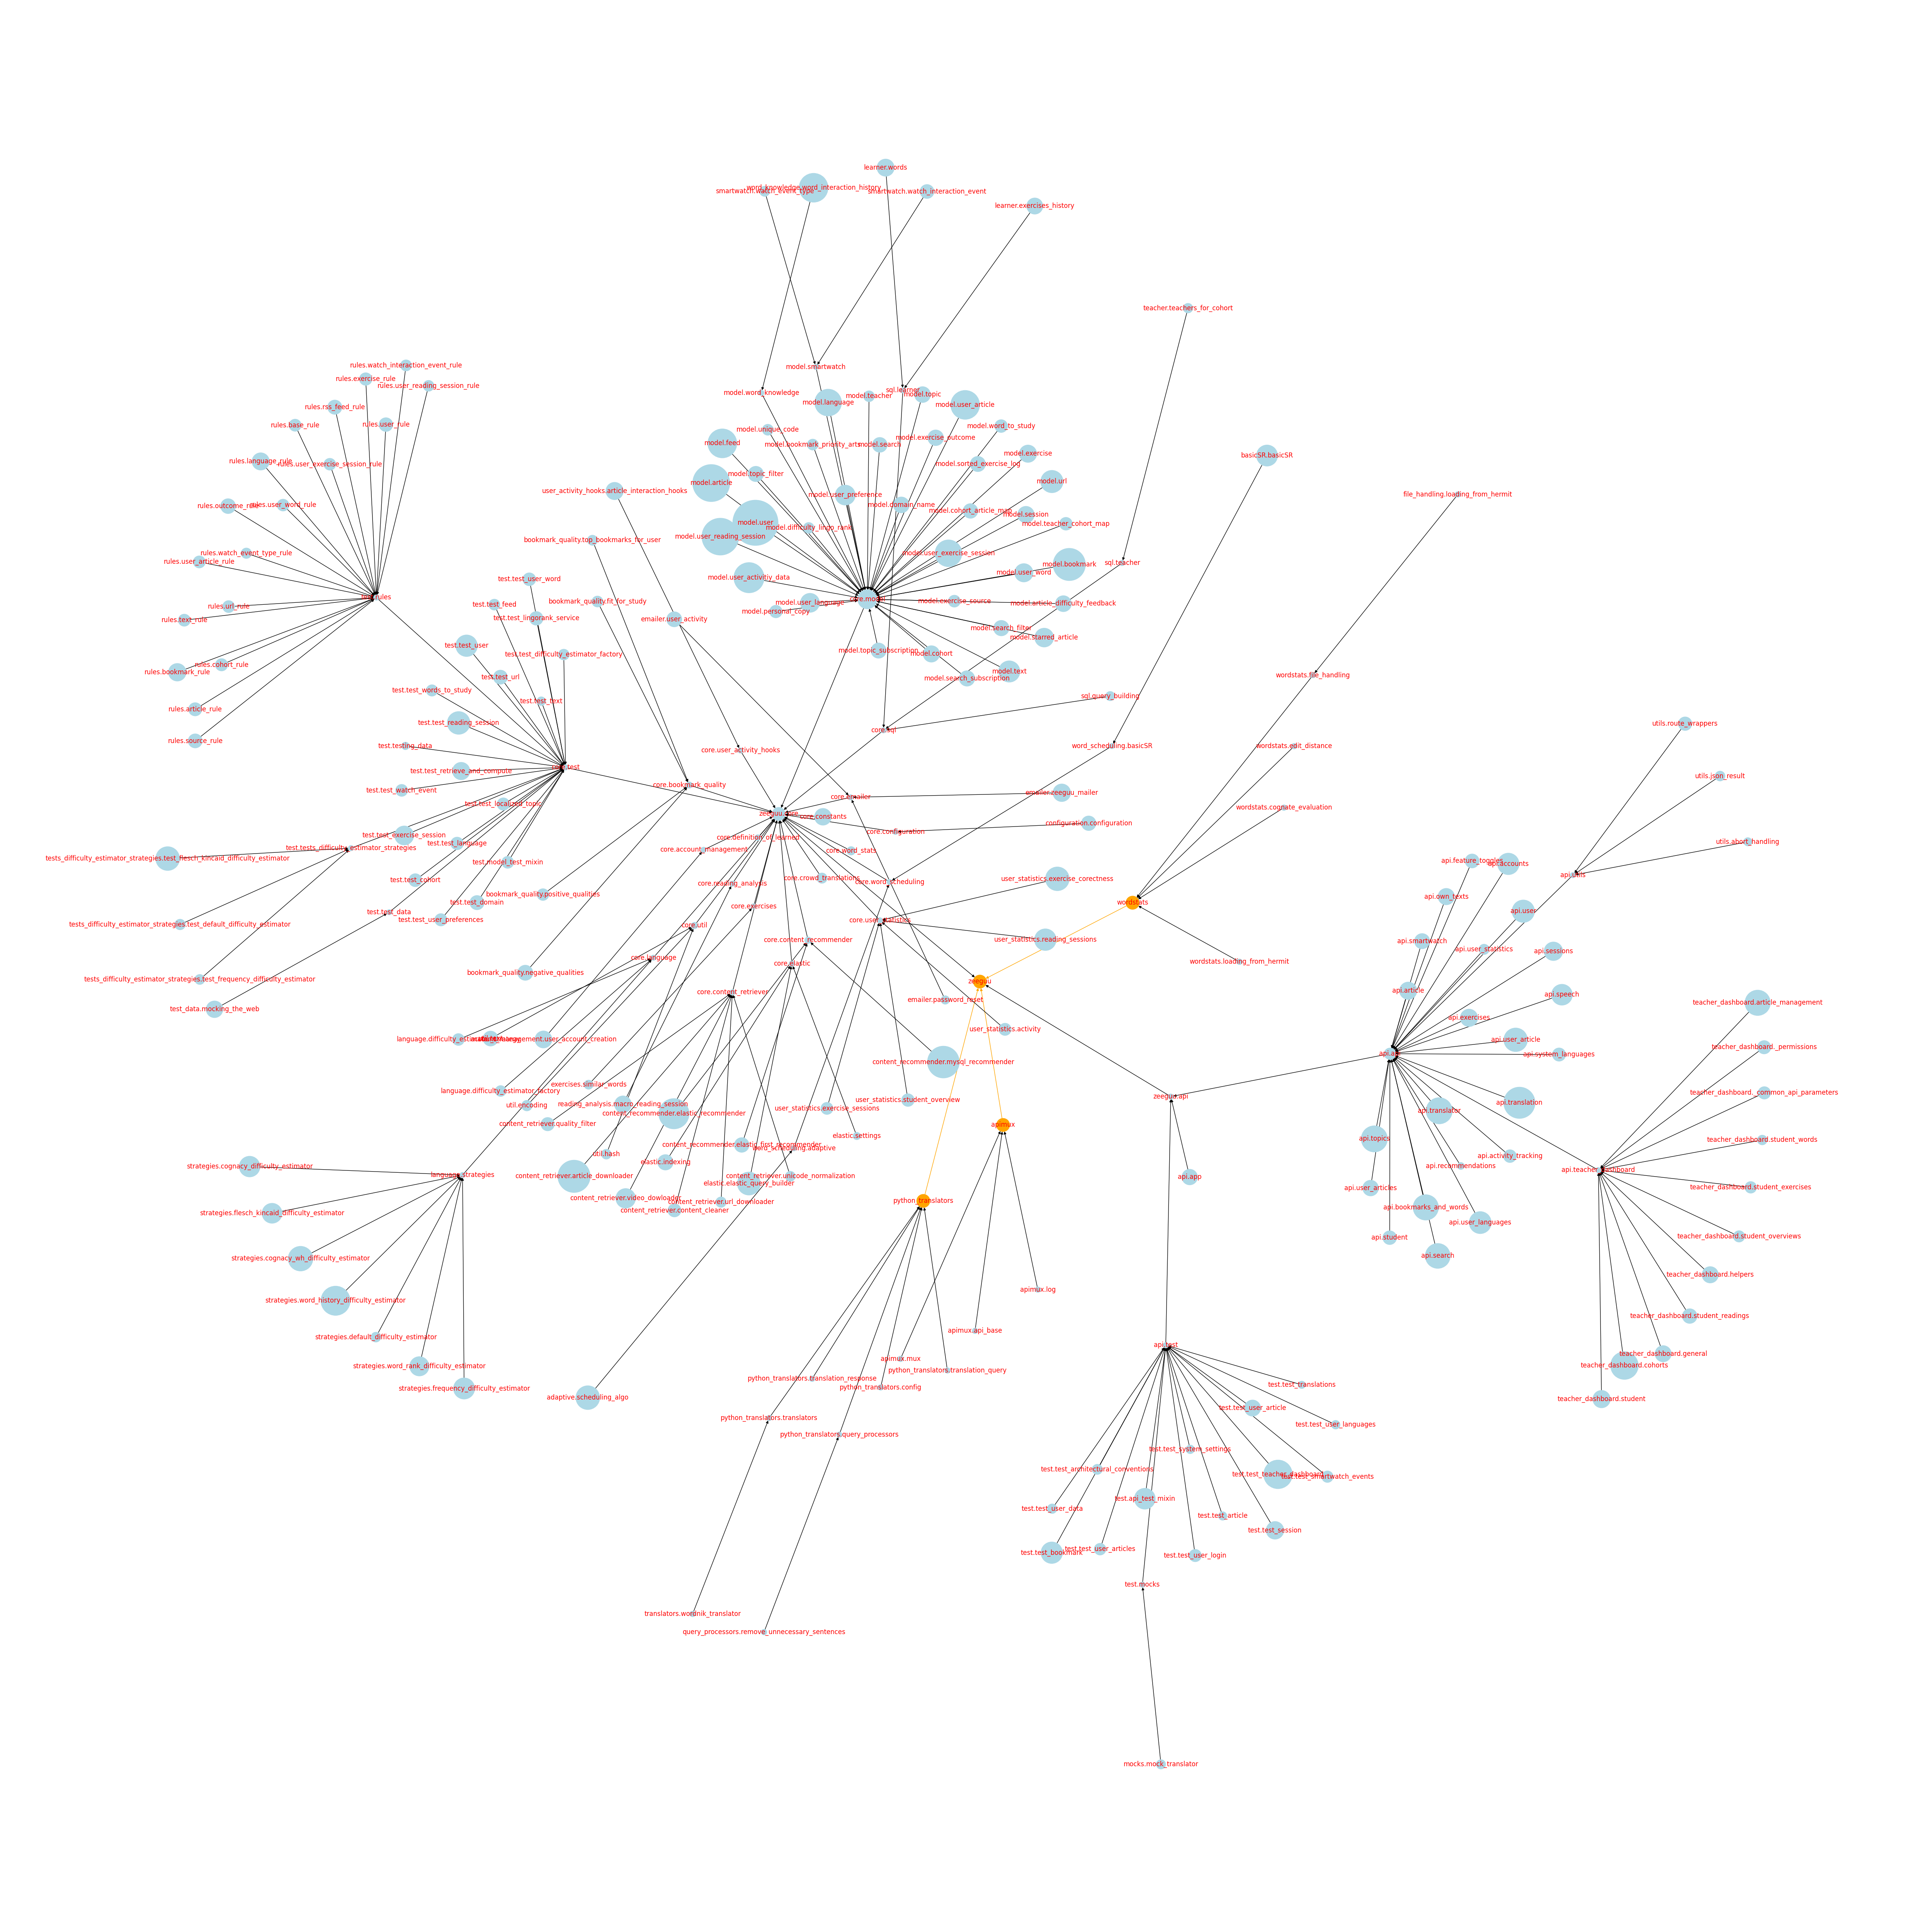 learner.words
word_knowledge.word_interaction_history
smartwatch.watch_event_type
smartwatch.watch_interaction_event
learner.exercises_history
teacher.teachers_for_cohort
rules.watch_interaction_event_rule
model.smartwatch
rules.exercise_rule
rules.user_reading_session_rule
model.word_knowledge
sql.learner
model.topic
model.teacher
model.language
model.user_article
rules.rss_feed_rule
rules.base_rule
rules.user_rule
model.word_to_study
model.unique_code
model.exercise_outcome
model.feed
model.bookmark_priority_arts
model.search
model.exercise
basicSR.basicSR
rules.language_rule
rules.user_exercise_session_rule
model.sorted_exercise_log
model.topic_filter
model.url
model.article
user_activity_hooks.article_interaction_hooks
model.user_preference
file_handling.loading_from_hermit
rules.outcome_rule
rules.user_word_rule
model.domain_name
model.cohort_article_map
model.session
model.user
model.difficulty_lingo_rank
model.teacher_cohort_map
model.user_reading_session
bookmark_quality.top_bookmarks_for_user
rules.watch_event_type_rule
model.user_exercise_session
rules.user_article_rule
sql.teacher
model.bookmark
model.user_word
model.user_activitiy_data
test.test_user_word
core.model
test.test_feed
bookmark_quality.fit_for_study
model.user_language
model.exercise_source
model.article_difficulty_feedback
rules.url_rule
model.personal_copy
rules.text_rule
test.test_lingorank_service
emailer.user_activity
model.search_filter
model.starred_article
test.test_user
model.topic_subscription
model.cohort
test.test_difficulty_estimator_factory
rules.cohort_rule
rules.bookmark_rule
model.text
wordstats.file_handling
test.test_url
model.search_subscription
test.test_words_to_study
sql.query_building
test.test_text
rules.article_rule
test.test_reading_session
utils.route_wrappers
core.sql
rules.source_rule
test.testing_data
core.user_activity_hooks
word_scheduling.basicSR
wordstats.edit_distance
core.test
test.test_retrieve_and_compute
utils.json_result
core.bookmark_quality
test.test_watch_event
core.emailer
emailer.zeeguu_mailer
test.test_localized_topic
wordstats.cognate_evaluation
zeeguu.core
core.constants
configuration.configuration
core.configuration
test.test_exercise_session
core.definition_of_learned
test.test_language
utils.abort_handling
test.tests_difficulty_estimator_strategies
core.account_management
core.word_stats
tests_difficulty_estimator_strategies.test_flesch_kincaid_difficulty_estimator
test.model_test_mixin
api.feature_toggles
api.accounts
api.utils
core.crowd_translations
user_statistics.exercise_corectness
test.test_cohort
core.reading_analysis
core.word_scheduling
bookmark_quality.positive_qualities
api.own_texts
test.test_domain
wordstats
core.exercises
test.test_data
api.user
test.test_user_preferences
core.user_statistics
tests_difficulty_estimator_strategies.test_default_difficulty_estimator
core.util
core.content_recommender
user_statistics.reading_sessions
api.smartwatch
api.user_statistics
api.sessions
core.language
wordstats.loading_from_hermit
core.elastic
bookmark_quality.negative_qualities
tests_difficulty_estimator_strategies.test_frequency_difficulty_estimator
zeeguu
core.content_retriever
api.article
api.speech
emailer.password_reset
teacher_dashboard.article_management
test_data.mocking_the_web
api.exercises
user_statistics.activity
account_management.user_account_creation
api.user_article
teacher_dashboard._permissions
api.api
api.system_languages
content_recommender.mysql_recommender
exercises.similar_words
language.difficulty_estimator_factory
teacher_dashboard._common_api_parameters
zeeguu.api
user_statistics.student_overview
util.encoding
reading_analysis.macro_reading_session
api.translation
user_statistics.exercise_sessions
api.translator
content_recommender.elastic_recommender
content_retriever.quality_filter
apimux
elastic.settings
api.topics
teacher_dashboard.student_words
content_recommender.elastic_first_recommender
word_scheduling.adaptive
util.hash
api.activity_tracking
elastic.indexing
api.recommendations
strategies.cognacy_difficulty_estimator
api.teacher_dashboard
language.strategies
content_retriever.article_downloader
content_retriever.unicode_normalization
api.app
elastic.elastic_query_builder
api.user_articles
teacher_dashboard.student_exercises
content_retriever.video_dowloader
python_translators
content_retriever.url_downloader
api.bookmarks_and_words
content_retriever.content_cleaner
strategies.flesch_kincaid_difficulty_estimator
api.user_languages
api.student
teacher_dashboard.student_overviews
api.search
strategies.cognacy_wh_difficulty_estimator
teacher_dashboard.helpers
apimux.log
strategies.word_history_difficulty_estimator
teacher_dashboard.student_readings
apimux.api_base
strategies.default_difficulty_estimator
api.test
teacher_dashboard.general
apimux.mux
strategies.word_rank_difficulty_estimator
teacher_dashboard.cohorts
python_translators.translation_query
python_translators.translation_response
test.test_translations
python_translators.config
strategies.frequency_difficulty_estimator
adaptive.scheduling_algo
teacher_dashboard.student
test.test_user_article
python_translators.translators
test.test_user_languages
python_translators.query_processors
test.test_system_settings
test.test_architectural_conventions
test.test_teacher_dashboard
test.test_smartwatch_events
test.api_test_mixin
test.test_user_data
test.test_article
test.test_session
test.test_user_articles
test.test_bookmark
test.test_user_login
test.mocks
translators.wordnik_translator
query_processors.remove_unnecessary_sentences
mocks.mock_translator